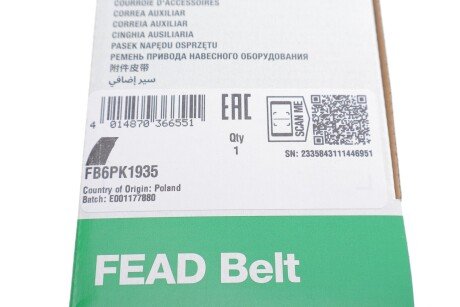 COURROIE D'ACCESSOIRES
CORREA AUXILIAR
CORREIA AUXILIAR
CINGHIA AUSILIARIA
PASEK NAPĘDU OSPRZĘTU
РЕМЕНЬ ПРИВОДА НАВЕСНОГО ОБОРУДОВАНИЯ
附件皮带
سير إضافي
4 014870 366551
EAC
Qty
1
SCAN ME
SN: 2335843111446951
FB6PK1935
Country of Origin: Poland
Batch: E001177880
FEAD Belt